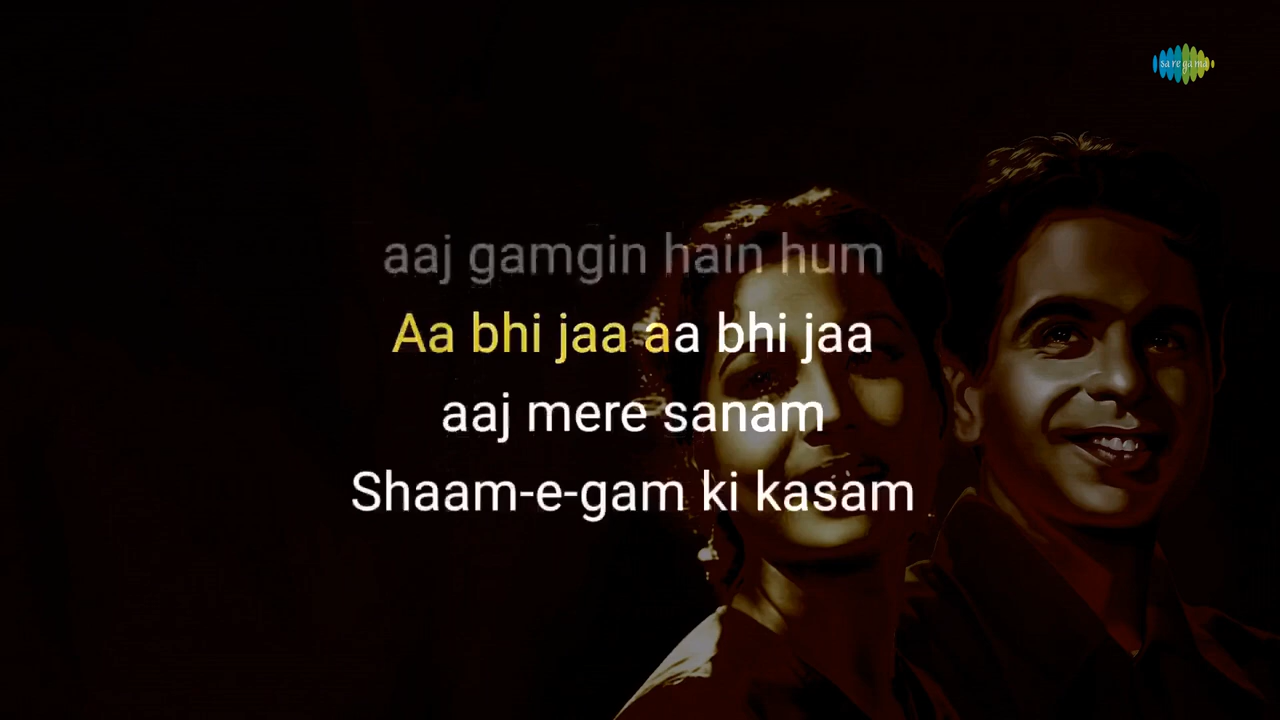 saregama
aaj gamgin hain hum
Aa bhi jaa aa bhi jaa
aaj mere sanam
Shaam-e-gam ki kasam